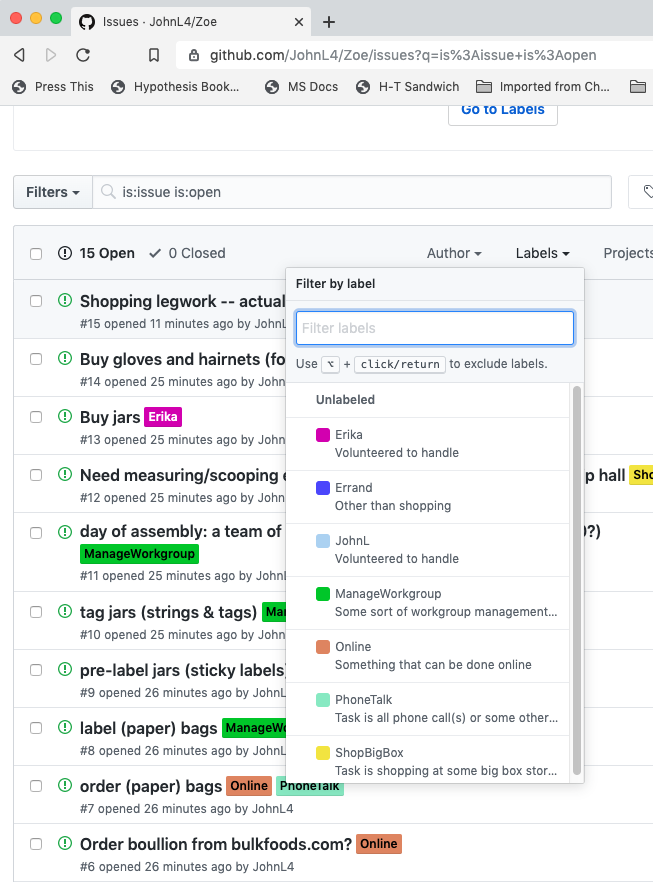 Issues · JohnL4/Zoe
github.com/JohnL4/Zoe/issues?q=is%3Aissue+is%3Aopen
Press This Hypothesis Book... MS Docs H-T Sandwich Imported from Ch...
Go to Labels
Filters is:issue is:open
15 Open 0 Closed Author Labels Projects
Filter by label
Filter labels
Use ⌥ + click/return to exclude labels.
Unlabeled
Erika
Volunteered to handle
Errand
Other than shopping
JohnL
Volunteered to handle
ManageWorkgroup
Some sort of workgroup management...
Online
Something that can be done online
PhoneTalk
Task is all phone call(s) or some other...
ShopBigBox
Task is shopping at some big box stor...
Shopping legwork -- actual
#15 opened 11 minutes ago by JohnL
Buy gloves and hairnets (fo
#14 opened 25 minutes ago by John
Buy jars Erika
#13 opened 25 minutes ago by John
Need measuring/scooping e p hall Sho
#12 opened 25 minutes ago by John
day of assembly: a team of ?)
ManageWorkgroup
#11 opened 25 minutes ago by JohnL
tag jars (strings & tags) Ma
#10 opened 25 minutes ago by John
pre-label jars (sticky labels)
#9 opened 26 minutes ago by JohnL
label (paper) bags ManageWo
#8 opened 26 minutes ago by JohnL
order (paper) bags Online PhoneTalk
#7 opened 26 minutes ago by JohnL4
Order boullion from bulkfoods.com? Online
#6 opened 26 minutes ago by JohnL4